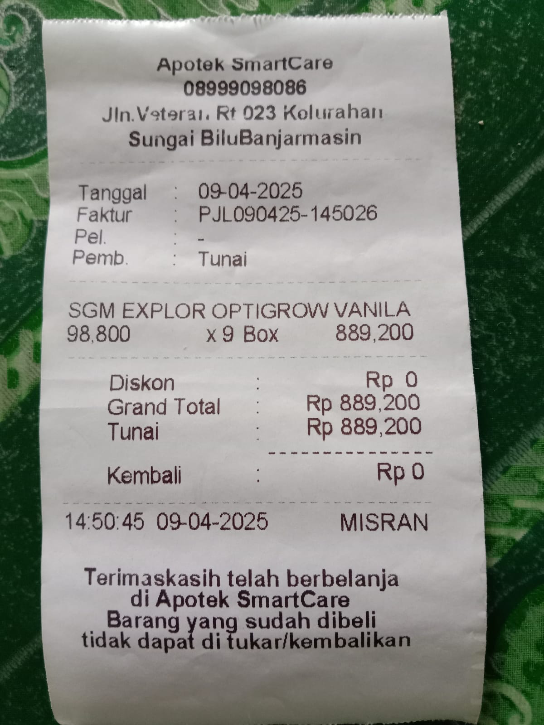 Apotek SmartCare
08999098086
Jln.Veteran. Rt 023 Kolurahan
Sungai BiluBanjarmasin
Tanggal : 09-04-2025
Faktur : PJL090425-145026
Pel. : -
Pemb. : Tunai
SGM EXPLOR OPTIGROW VANILA
98,800 x 9 Box 889,200
Diskon : Rp 0
Grand Total : Rp 889,200
Tunai : Rp 889,200
Kembali : Rp 0
14:50:45 09-04-2025 MISRAN
Terimaskasih telah berbelanja
di Apotek SmartCare
Barang yang sudah dibeli
tidak dapat di tukar/kembalikan